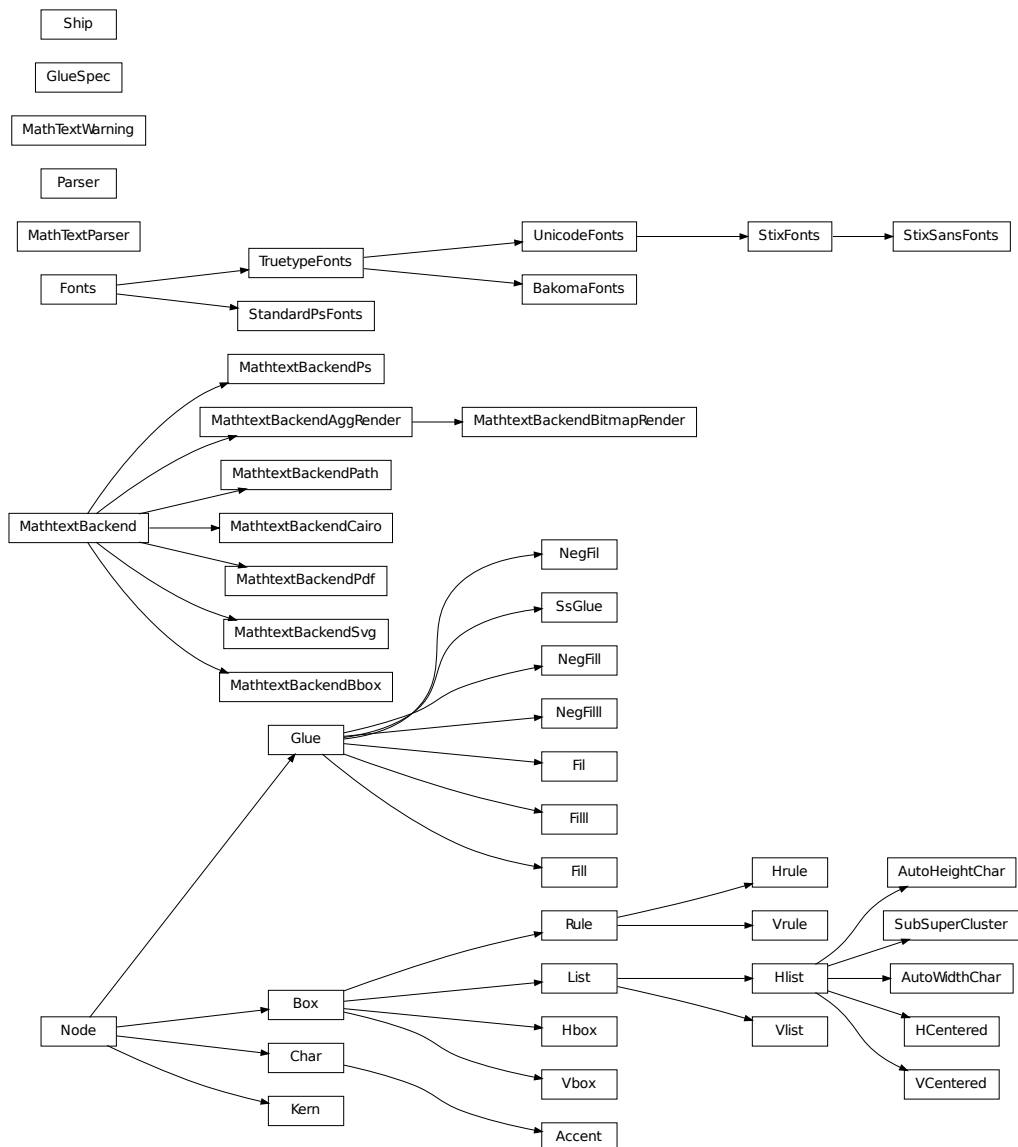 Ship
GlueSpec
MathTextWarning
Parser
MathTextParser
UnicodeFonts
StixFonts
StixSansFonts
TruetypeFonts
Fonts
BakomaFonts
StandardPsFonts
MathtextBackendPs
MathtextBackendAggRender
MathtextBackendBitmapRender
MathtextBackendPath
MathtextBackend
MathtextBackendCairo
NegFil
MathtextBackendPdf
SsGlue
MathtextBackendSvg
NegFill
MathtextBackendBbox
NegFilll
Glue
Fil
Filll
Fill
Hrule
AutoHeightChar
Rule
Vrule
SubSuperCluster
List
Hlist
AutoWidthChar
Box
Node
Hbox
Vlist
HCentered
Char
Vbox
VCentered
Kern
Accent